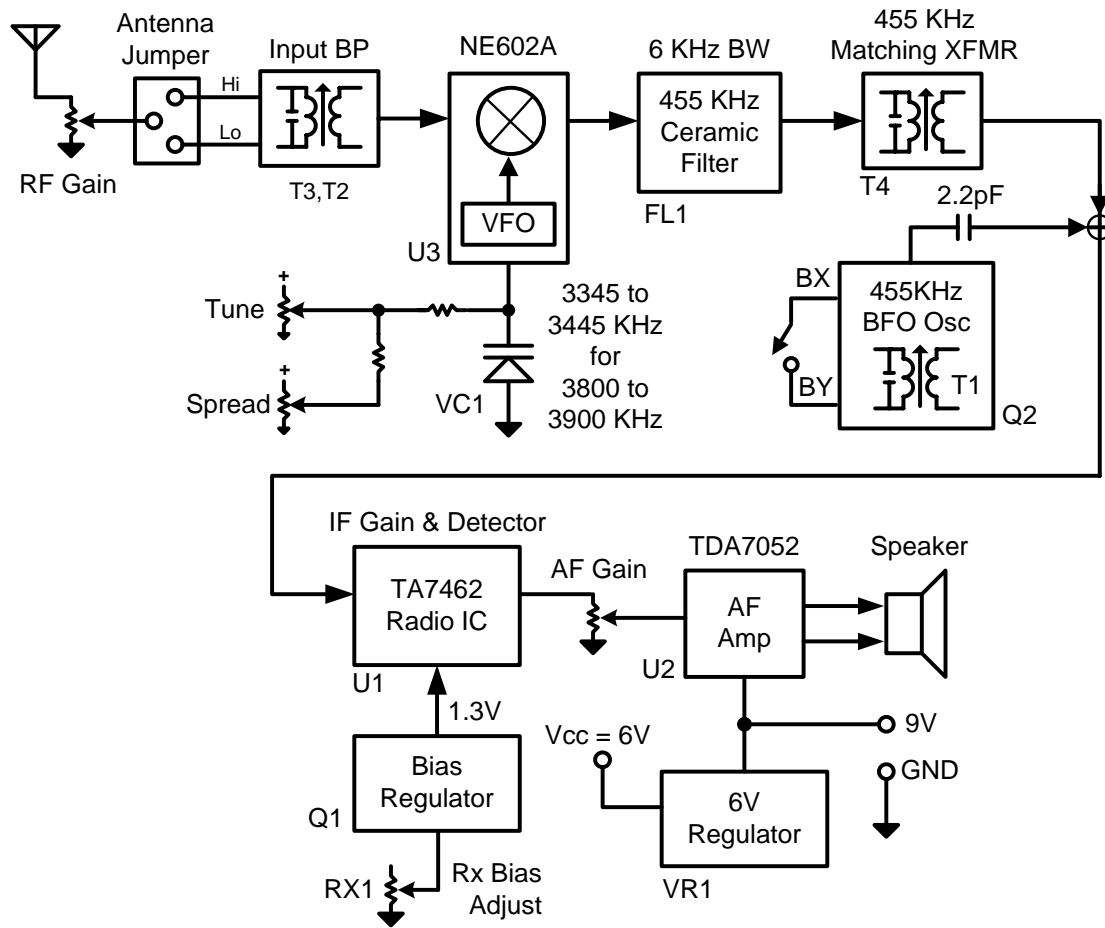 Antenna
Jumper
Input BP
NE602A
6 KHz BW
455 KHz
Matching XFMR
Hi
Lo
RF Gain
T3,T2
VFO
U3
455 KHz
Ceramic
Filter
FL1
T4
2.2pF
+
Tune
+
Spread
VC1
3345 to
3445 KHz
for
3800 to
3900 KHz
BX
BY
455KHz
BFO Osc
T1
Q2
IF Gain & Detector
TA7462
Radio IC
U1
AF Gain
TDA7052
AF
Amp
U2
Speaker
1.3V
Bias
Regulator
Q1
RX1
Rx Bias
Adjust
Vcc = 6V
9V
GND
6V
Regulator
VR1